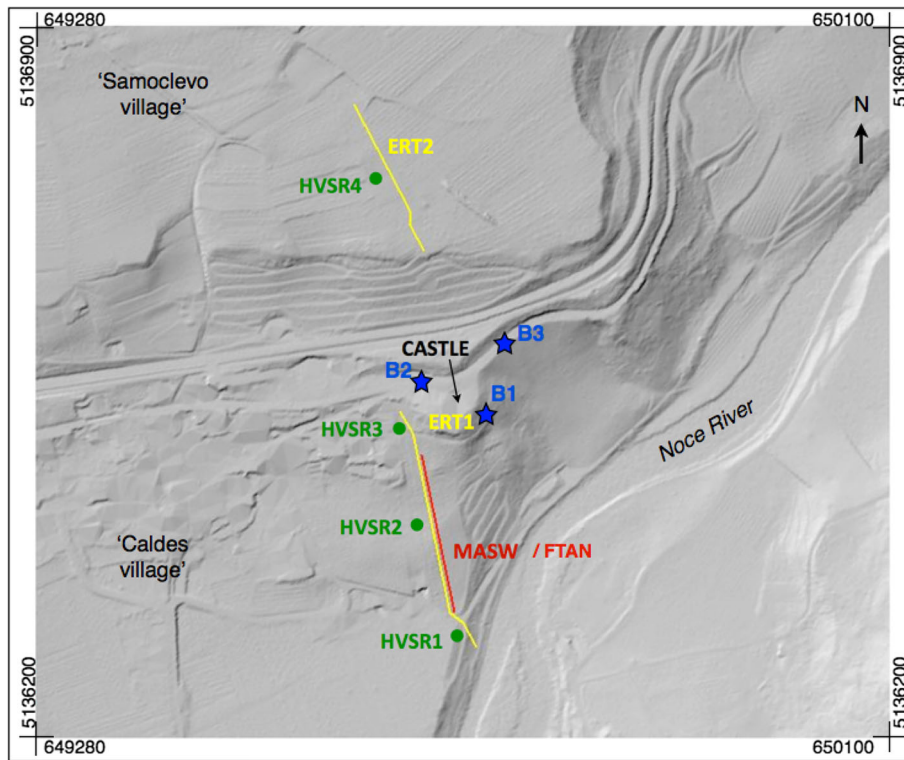 649280
650100
5136900
5136900
‘Samoclevo
village’
N
ERT2
HVSR4
CASTLE
B3
B2
B1
ERT1
HVSR3
Noce River
HVSR2
MASW / FTAN
‘Caldes
village’
HVSR1
5136200
5136200
649280
650100